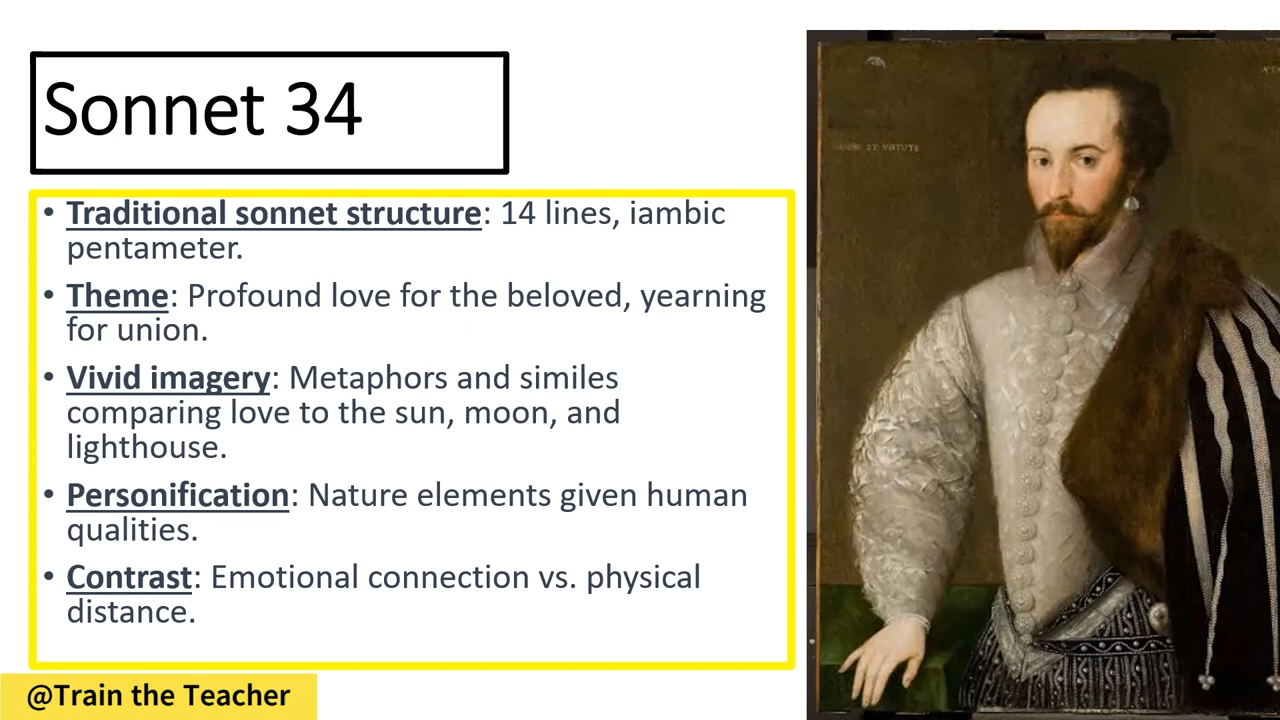 Sonnet 34
• Traditional sonnet structure: 14 lines, iambic
pentameter.
• Theme: Profound love for the beloved, yearning
for union.
• Vivid imagery: Metaphors and similes
comparing love to the sun, moon, and
lighthouse.
• Personification: Nature elements given human
qualities.
• Contrast: Emotional connection vs. physical
distance.
@Train the Teacher
ET VIRTUTE